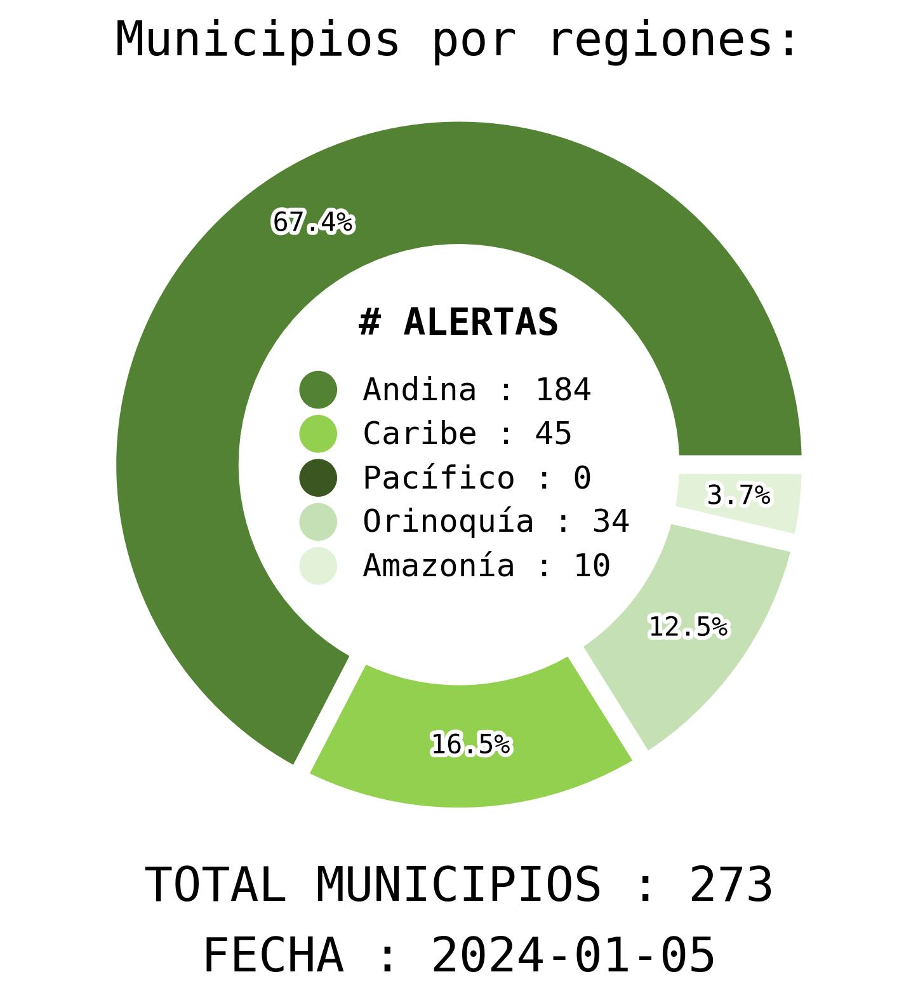 Municipios por regiones:
67.4%
# ALERTAS
Andina : 184
Caribe : 45
Pacífico : 0
Orinoquía : 34
Amazonía : 10
3.7%
12.5%
16.5%
TOTAL MUNICIPIOS : 273
FECHA : 2024-01-05